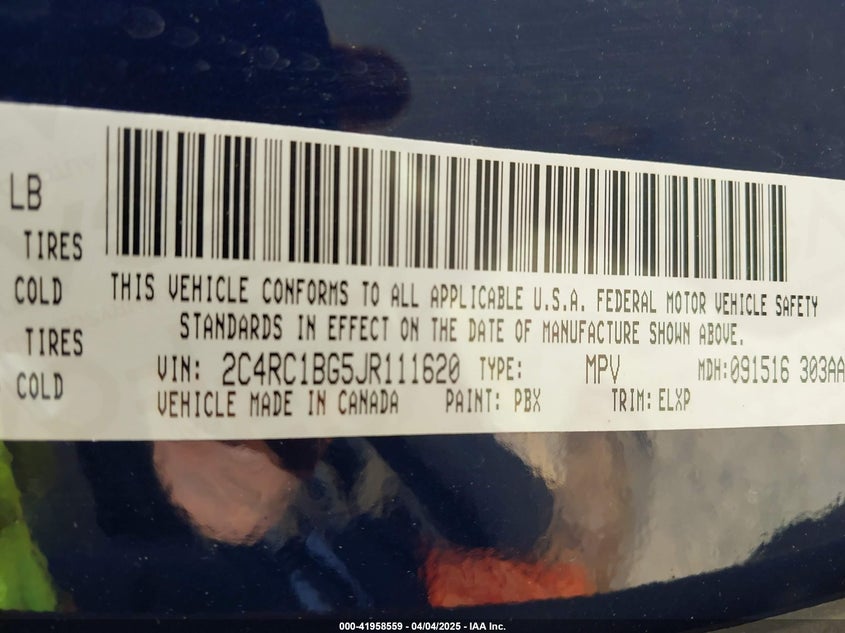 LB
TIRES
COLD
TIRES
COLD
THIS VEHICLE CONFORMS TO ALL APPLICABLE U.S.A. FEDERAL MOTOR VEHICLE SAFETY
STANDARDS IN EFFECT ON THE DATE OF MANUFACTURE SHOWN ABOVE.
VIN: 2C4RC1BG5JR111620 TYPE: MPV MDH:091516 303AA
VEHICLE MADE IN CANADA PAINT: PBX TRIM: ELXP
000-41958559 - 04/04/2025 - IAA Inc.